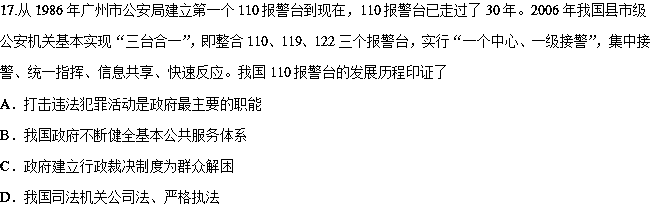 17.从 1986 年广州市公安局建立第一个 110 报警台到现在，110 报警台已走过了 30 年。2006 年我国县市级
公安机关基本实现“三台合一”，即整合 110、119、122 三个报警台，实行“一个中心、一级接警”，集中接
警、统一指挥、信息共享、快速反应。我国 110 报警台的发展历程印证了
A．打击违法犯罪活动是政府最主要的职能
B．我国政府不断健全基本公共服务体系
C．政府建立行政裁决制度为群众解困
D．我国司法机关公司法、严格执法